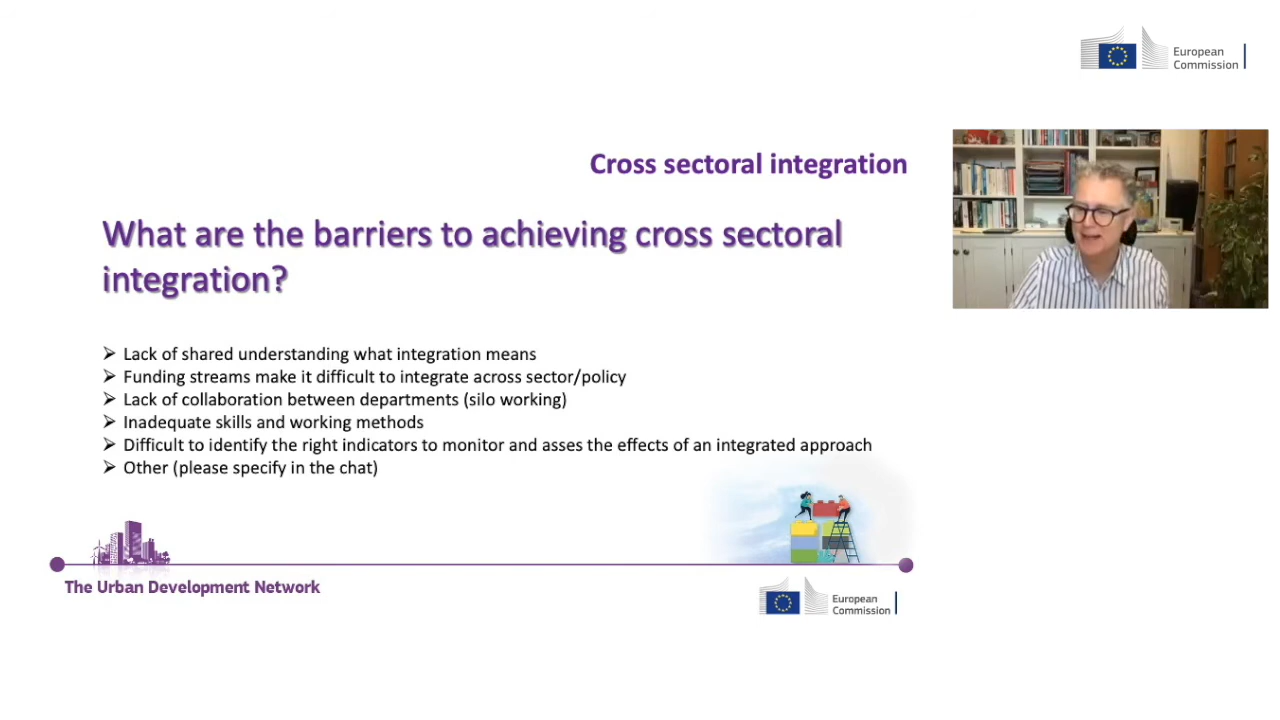 European
Commission
Cross sectoral integration
What are the barriers to achieving cross sectoral
integration?
➢ Lack of shared understanding what integration means
➢ Funding streams make it difficult to integrate across sector/policy
➢ Lack of collaboration between departments (silo working)
➢ Inadequate skills and working methods
➢ Difficult to identify the right indicators to monitor and asses the effects of an integrated approach
➢ Other (please specify in the chat)
The Urban Development Network
European
Commission